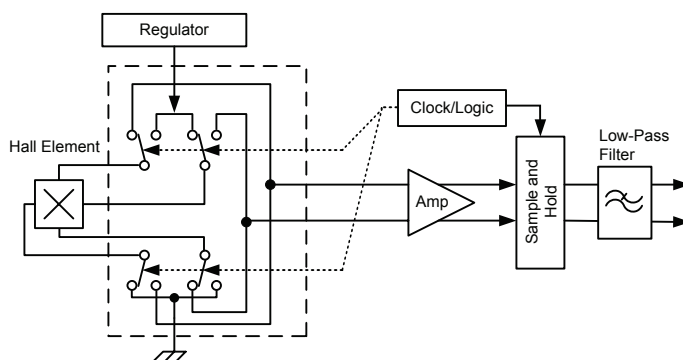 Regulator
Clock/Logic
Hall Element
Low-Pass
Filter
Amp
Sample and
Hold